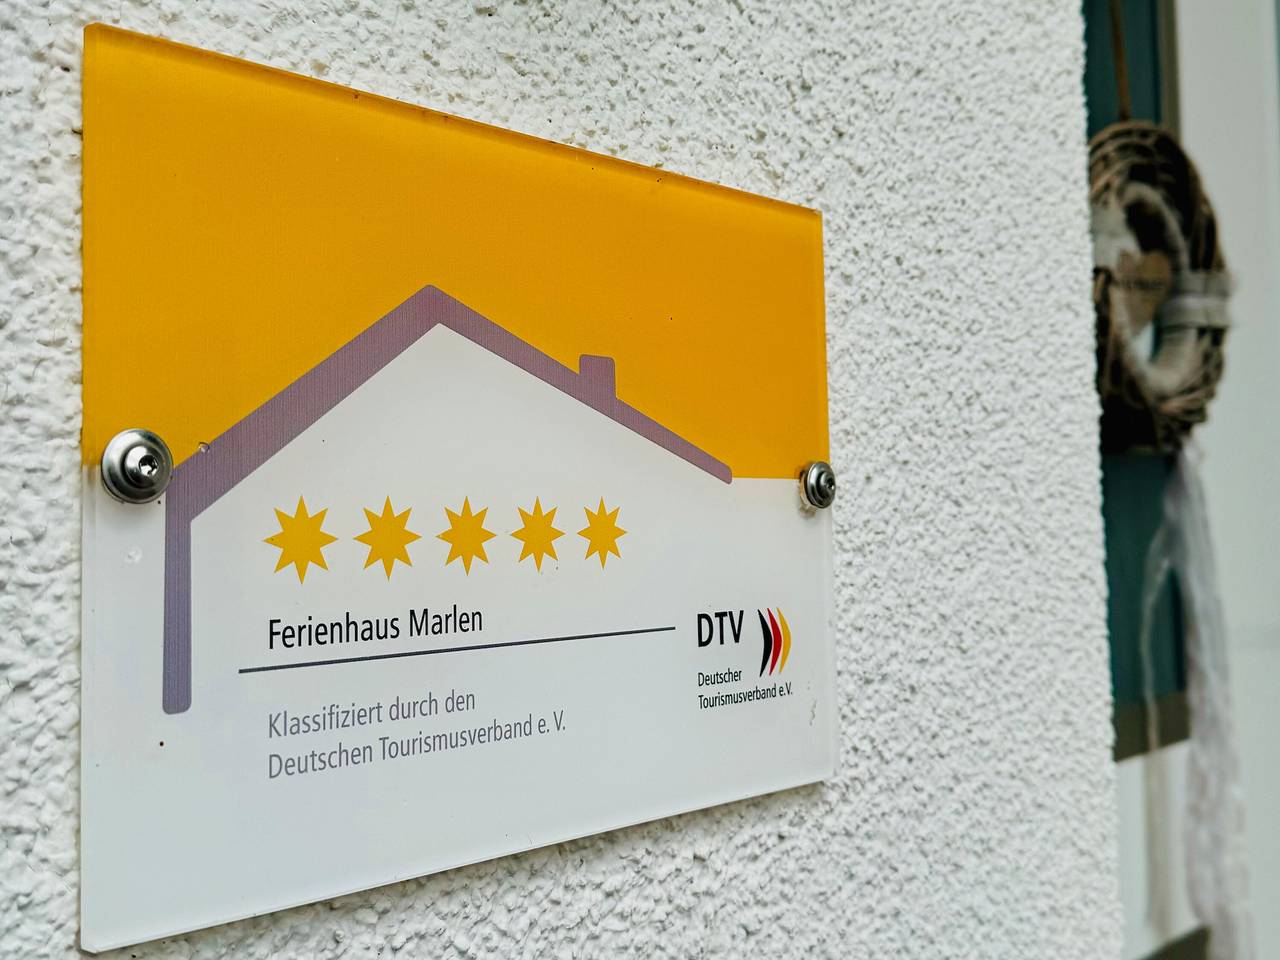 Ferienhaus Marlen
Klassifiziert durch den
Deutschen Tourismusverband e. V.
DTV
Deutscher
Tourismusverband e.V.